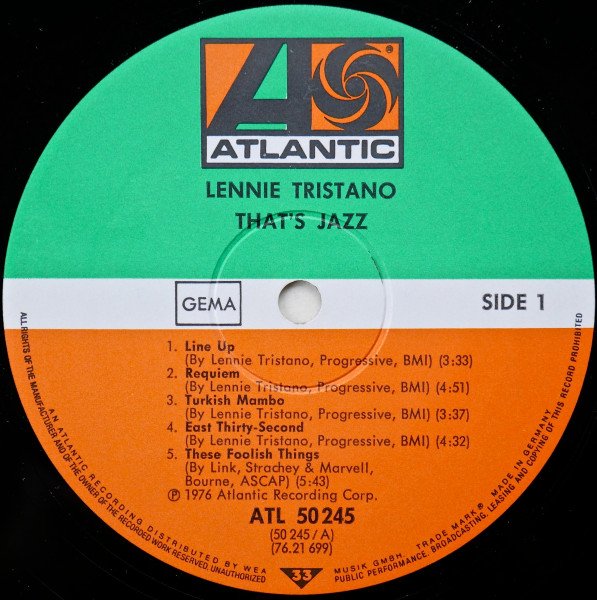 ATLANTIC
LENNIE TRISTANO
THAT'S JAZZ
GEMA
SIDE 1
1. Line Up
(By Lennie Tristano, Progressive, BMI) (3:33)
2. Requiem
(By Lennie Tristano, Progressive, BMI) (4:51)
3. Turkish Mambo
(By Lennie Tristano, Progressive, BMI) (3:37)
4. East Thirty-Second
(By Lennie Tristano, Progressive, BMI) (4:32)
5. These Foolish Things
(By Link, Strachey & Marvell,
Bourne, ASCAP) (5:43)
℗ 1976 Atlantic Recording Corp.
ATL 50 245
(50 245 / A)
(76.21 699)
33
AN ATLANTIC RECORDING DISTRIBUTED BY WEA MUSIK GMBH. TRADE MARK® MADE IN GERMANY
ALL RIGHTS OF THE MANUFACTURER AND OF THE OWNER OF THE RECORDED WORK RESERVED. UNAUTHORIZED PUBLIC PERFORMANCE, BROADCASTING, LEASING AND COPYING OF THIS RECORD PROHIBITED